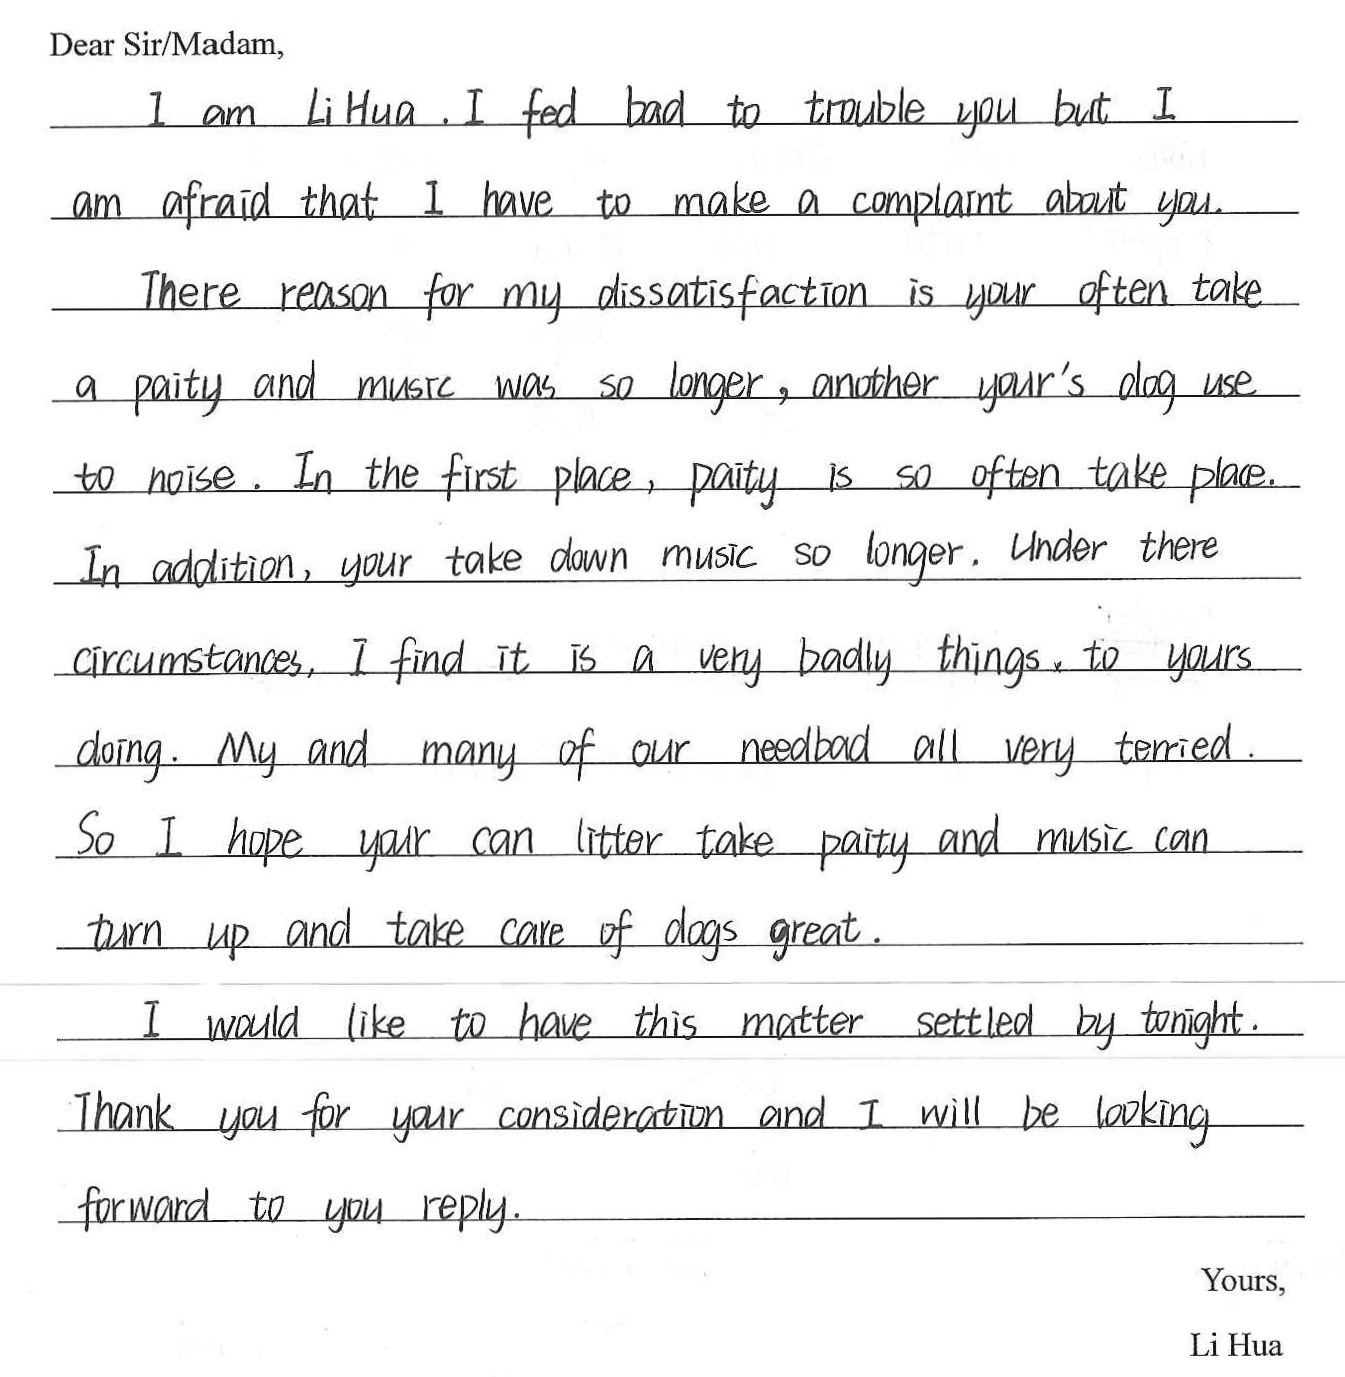 Dear Sir/Madam,
I am Li Hua. I fed bad to trouble you but I
am afraid that I have to make a complaint about you.
There reason for my dissatisfaction is your often take
a paity and music was so longer, another your's dog use
to noise. In the first place, paity is so often take place.
In addition, your take down music so longer. Under there
circumstances, I find it is a very badly things. to yours
doing. My and many of our needbad all very terried.
So I hope your can litter take paity and music can
turn up and take care of dogs great.
I would like to have this matter settled by tonight.
Thank you for your consideration and I will be looking
forward to you reply.
Yours,
Li Hua